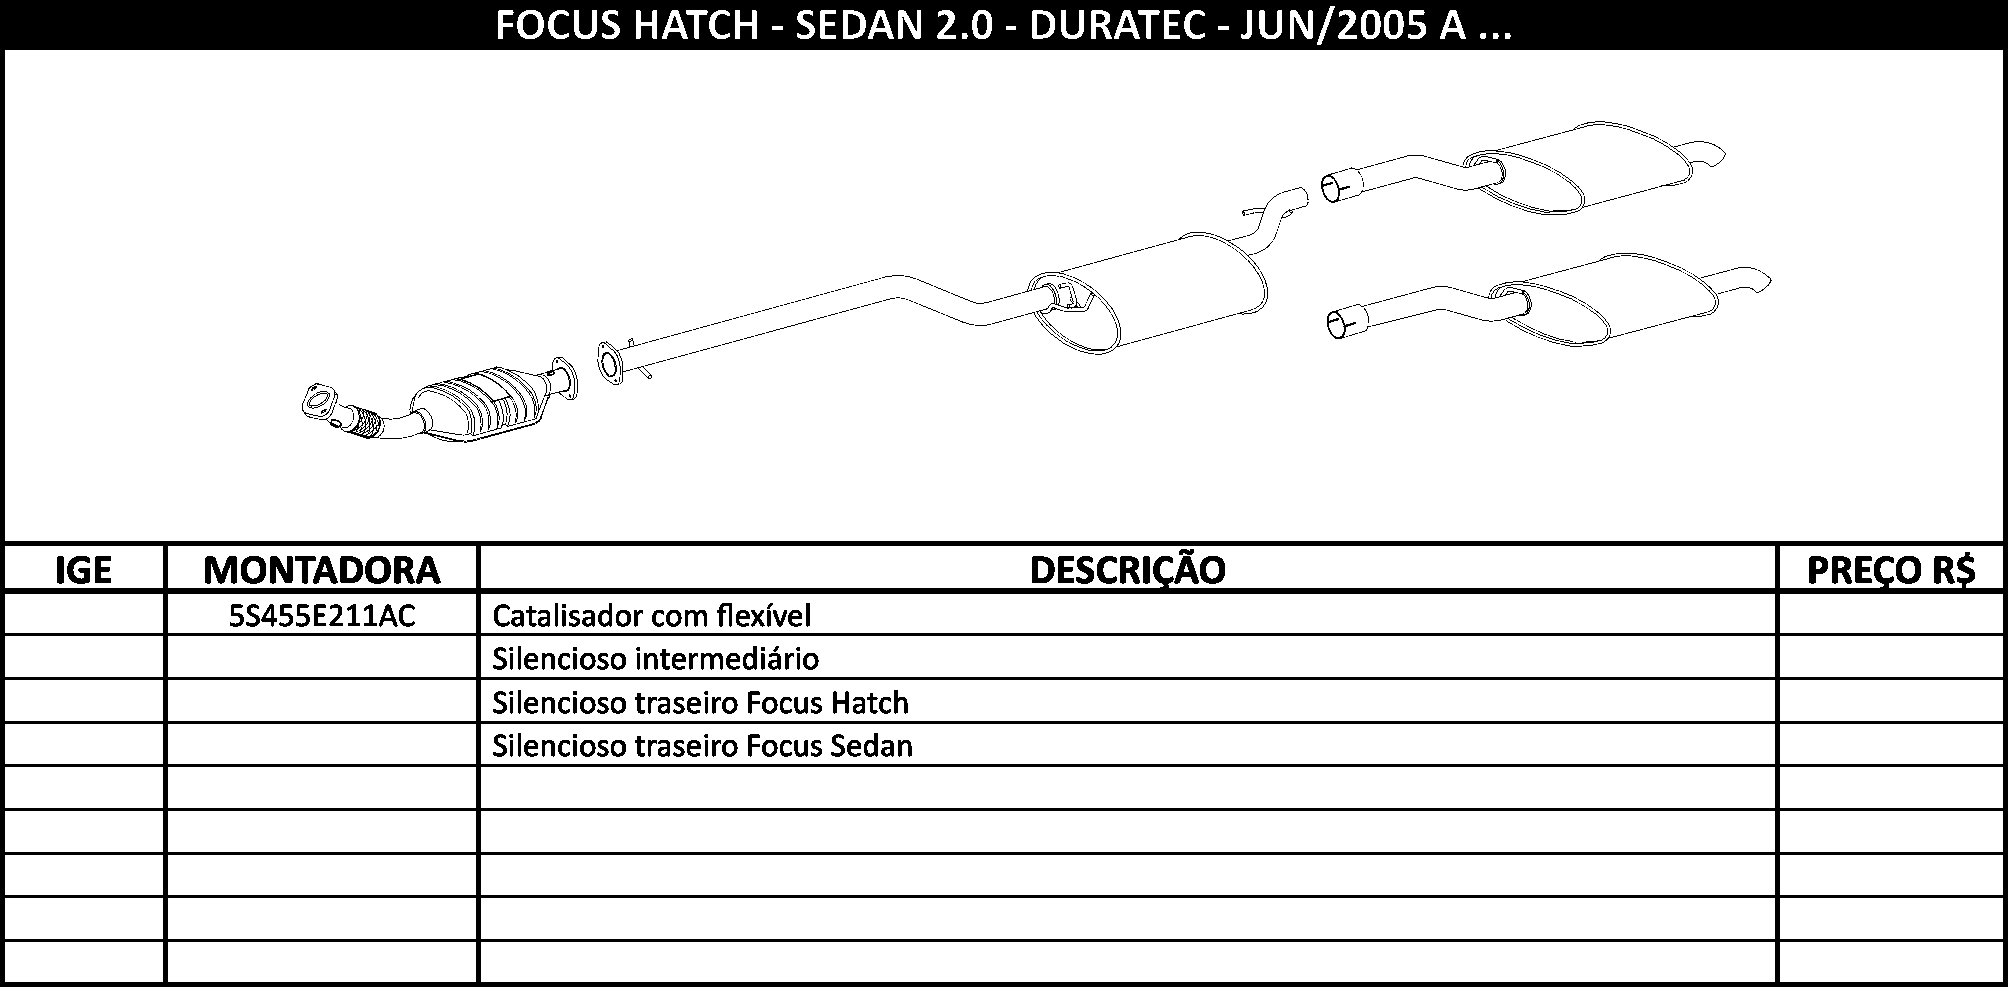 FOCUS HATCH - SEDAN 2.0 - DURATEC - JUN/2005 A ...
IGE MONTADORA DESCRIÇÃO PREÇO R$
5S455E211AC Catalisador com flexível
Silencioso intermediário
Silencioso traseiro Focus Hatch
Silencioso traseiro Focus Sedan